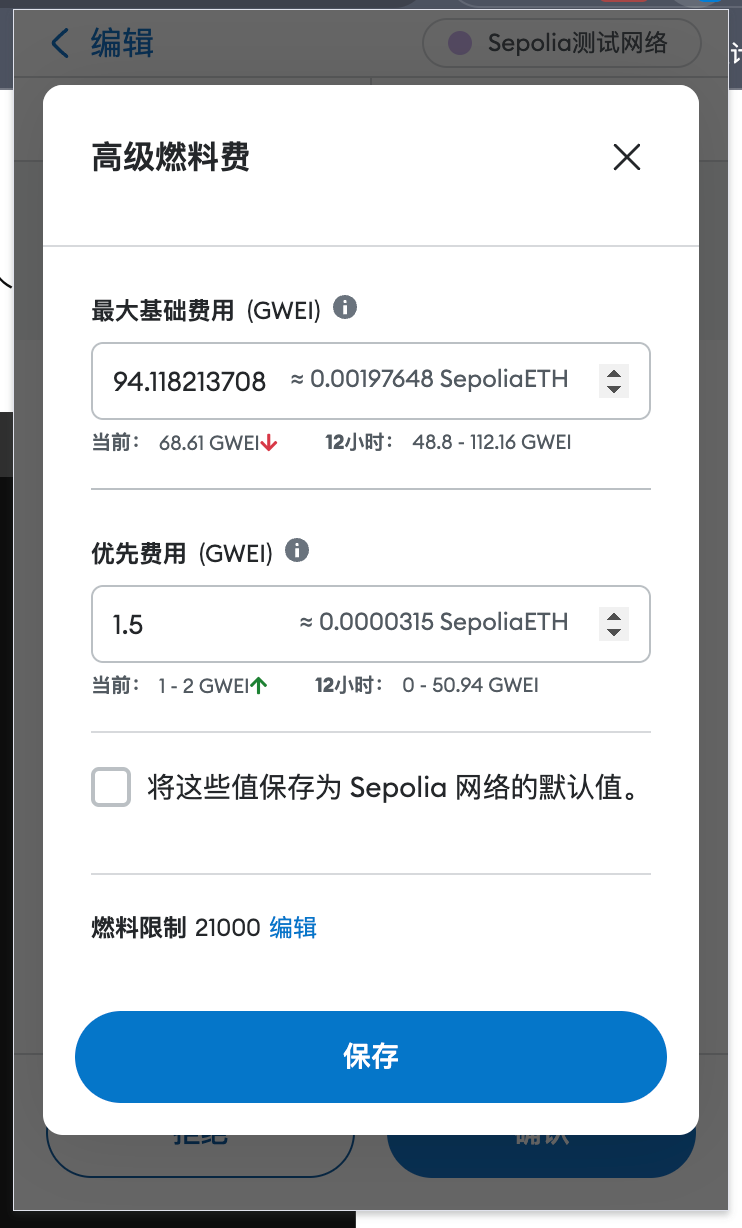 编辑
Sepolia测试网络
高级燃料费
最大基础费用 (GWEI)
94.118213708 ≈ 0.00197648 SepoliaETH
当前： 68.61 GWEI 12小时： 48.8 - 112.16 GWEI
优先费用 (GWEI)
1.5 ≈ 0.0000315 SepoliaETH
当前： 1 - 2 GWEI 12小时： 0 - 50.94 GWEI
将这些值保存为 Sepolia 网络的默认值。
燃料限制 21000 编辑
保存
拒绝 确认